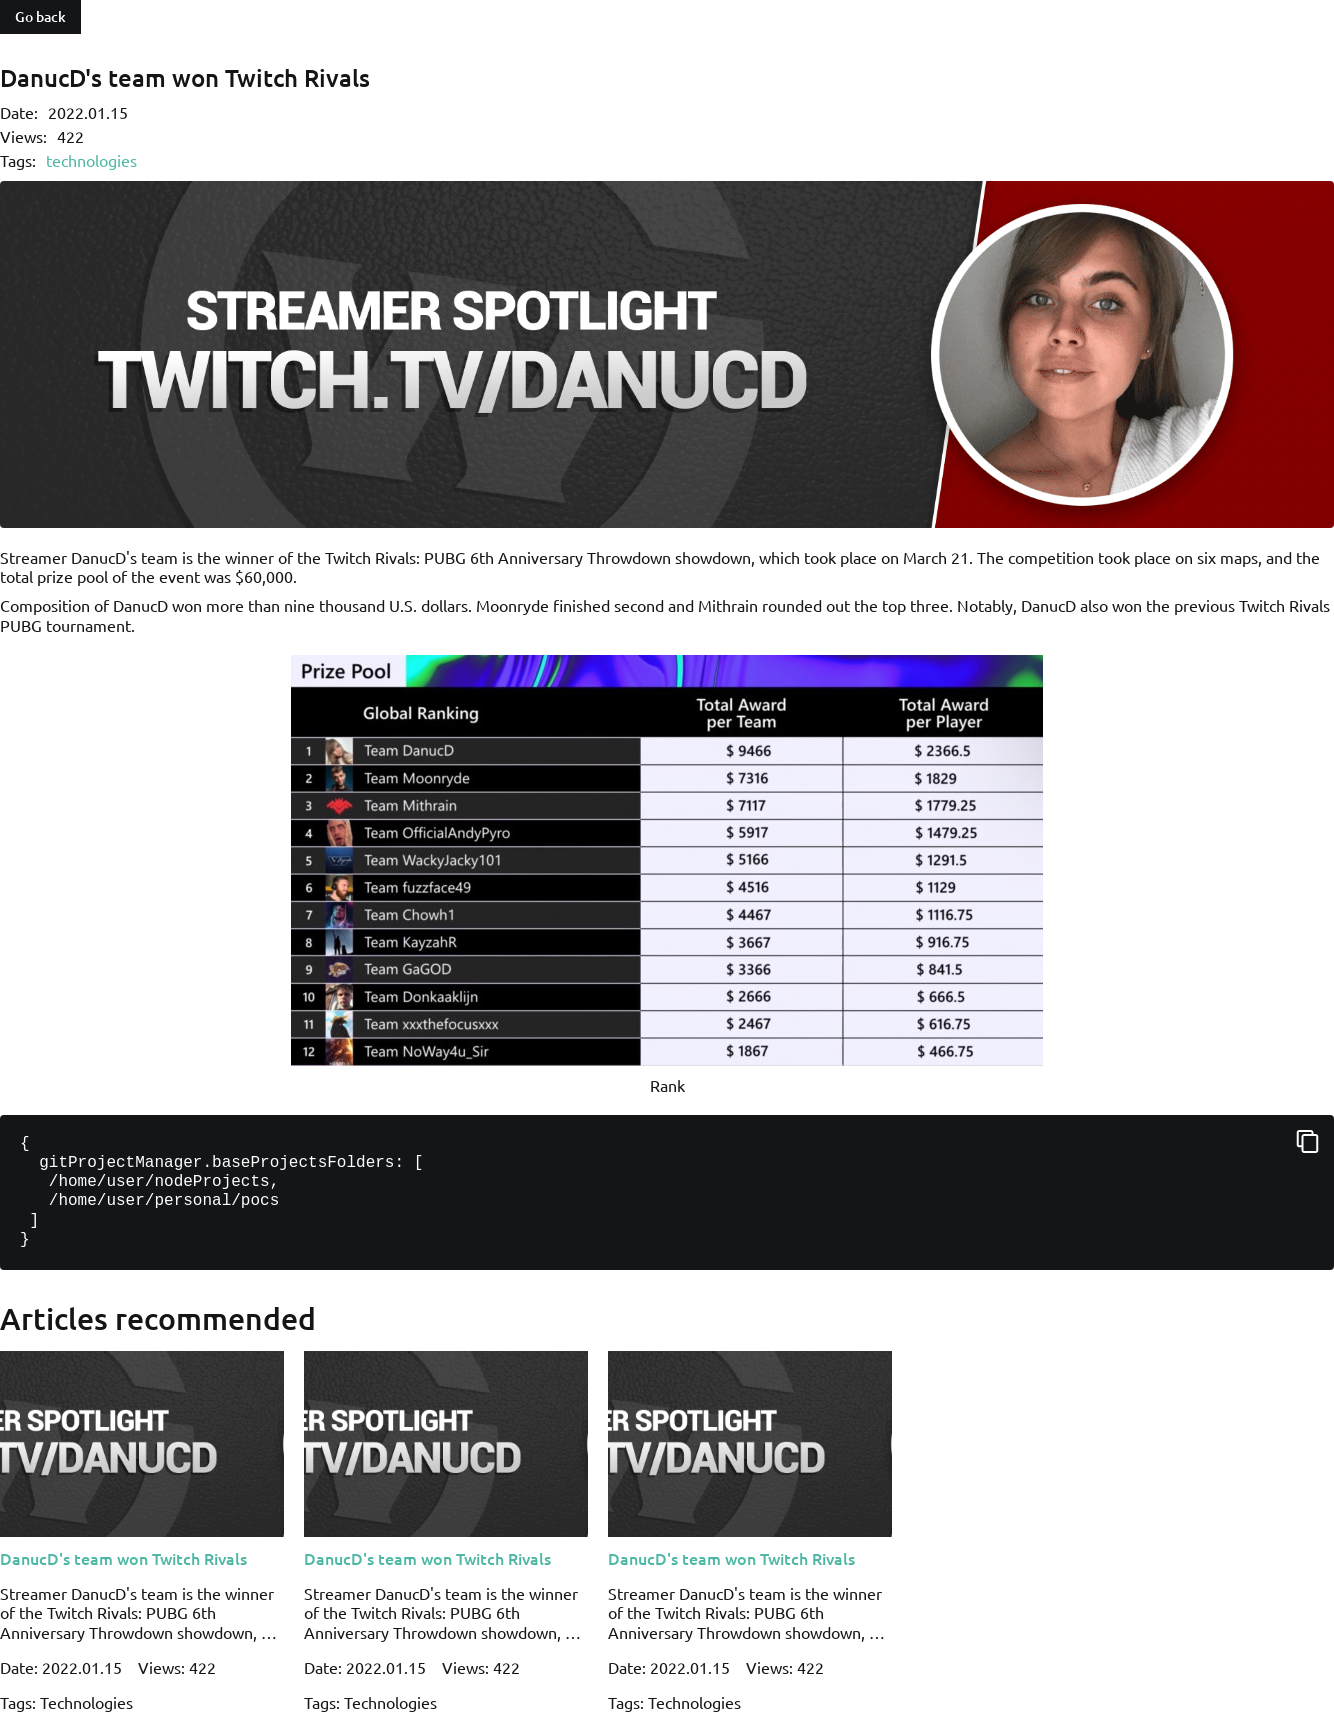 Go back
DanucD's team won Twitch Rivals
Date: 2022.01.15
Views: 422
Tags: technologies
STREAMER SPOTLIGHT
TWITCH.TV/DANUCD
Streamer DanucD's team is the winner of the Twitch Rivals: PUBG 6th Anniversary Throwdown showdown, which took place on March 21. The competition took place on six maps, and the
total prize pool of the event was $60,000.
Composition of DanucD won more than nine thousand U.S. dollars. Moonryde finished second and Mithrain rounded out the top three. Notably, DanucD also won the previous Twitch Rivals
PUBG tournament.
Prize Pool
Global Ranking Total Award per Team Total Award per Player
1 Team DanucD $ 9466 $ 2366.5
2 Team Moonryde $ 7316 $ 1829
3 Team Mithrain $ 7117 $ 1779.25
4 Team OfficialAndyPyro $ 5917 $ 1479.25
5 Team WackyJacky101 $ 5166 $ 1291.5
6 Team fuzzface49 $ 4516 $ 1129
7 Team Chowh1 $ 4467 $ 1116.75
8 Team KayzahR $ 3667 $ 916.75
9 Team GaGOD $ 3366 $ 841.5
10 Team Donkaaklijn $ 2666 $ 666.5
11 Team xxxthefocusxxx $ 2467 $ 616.75
12 Team NoWay4u_Sir $ 1867 $ 466.75
Rank
{
gitProjectManager.baseProjectsFolders: [
/home/user/nodeProjects,
/home/user/personal/pocs
]
}
Articles recommended
ER SPOTLIGHT
TV/DANUCD
DanucD's team won Twitch Rivals
Streamer DanucD's team is the winner
of the Twitch Rivals: PUBG 6th
Anniversary Throwdown showdown, …
Date: 2022.01.15 Views: 422
Tags: Technologies
ER SPOTLIGHT
TV/DANUCD
DanucD's team won Twitch Rivals
Streamer DanucD's team is the winner
of the Twitch Rivals: PUBG 6th
Anniversary Throwdown showdown, …
Date: 2022.01.15 Views: 422
Tags: Technologies
ER SPOTLIGHT
TV/DANUCD
DanucD's team won Twitch Rivals
Streamer DanucD's team is the winner
of the Twitch Rivals: PUBG 6th
Anniversary Throwdown showdown, …
Date: 2022.01.15 Views: 422
Tags: Technologies